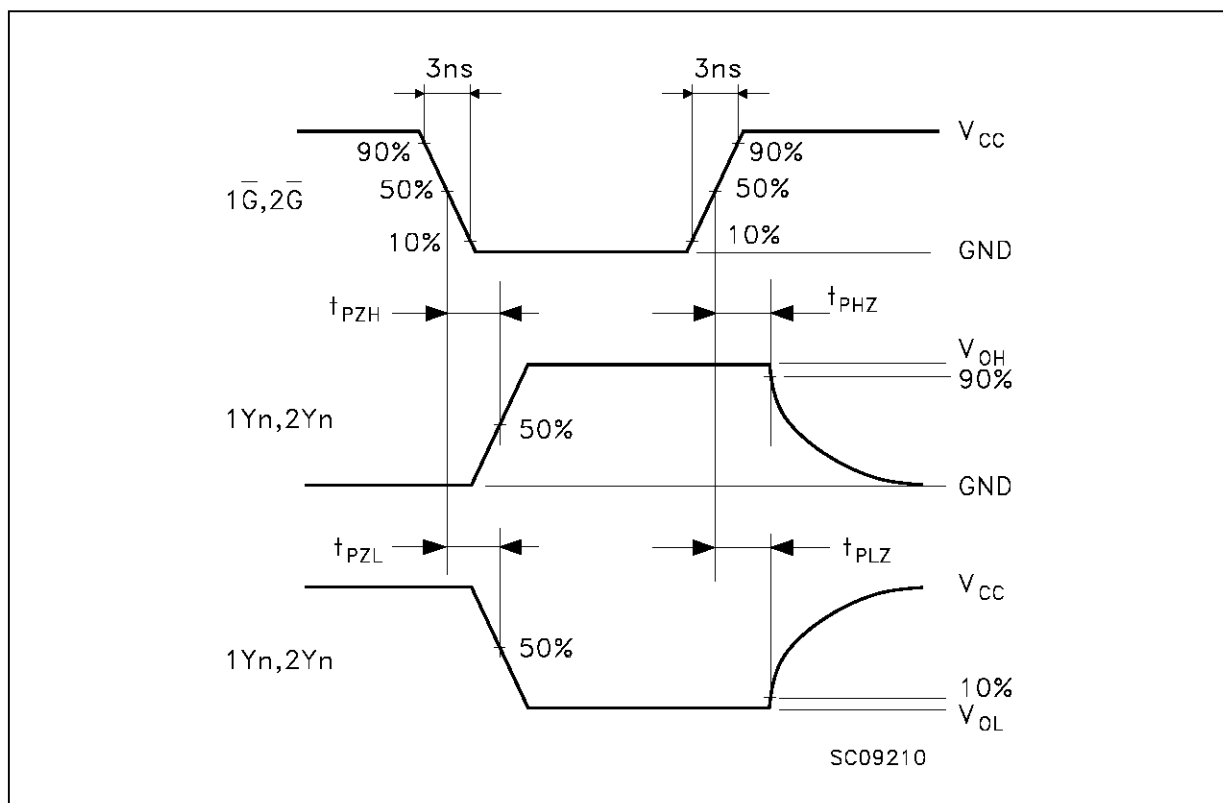 3ns 3ns
V_CC
90% 90%
1G̅,2G̅ 50% 50%
10% 10%
GND
t_PZH t_PHZ
V_OH
90%
1Yn,2Yn 50%
GND
t_PZL t_PLZ
V_CC
1Yn,2Yn 50%
10%
V_OL
SC09210